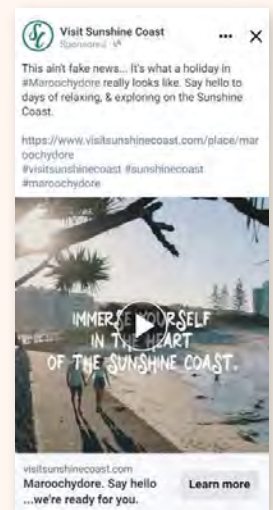 Visit Sunshine Coast
Sponsored
This ain't fake news... It's what a holiday in
#Maroochydore really looks like. Say hello to
days of relaxing, & exploring on the Sunshine
Coast.
https://www.visitsunshinecoast.com/place/mar
oochydore
#visitsunshinecoast #sunshinecoast
#maroochydore
IMMERSE YOURSELF
IN THE HEART
OF THE SUNSHINE COAST.
visitsunshinecoast.com
Maroochydore. Say hello
...we're ready for you.
Learn more